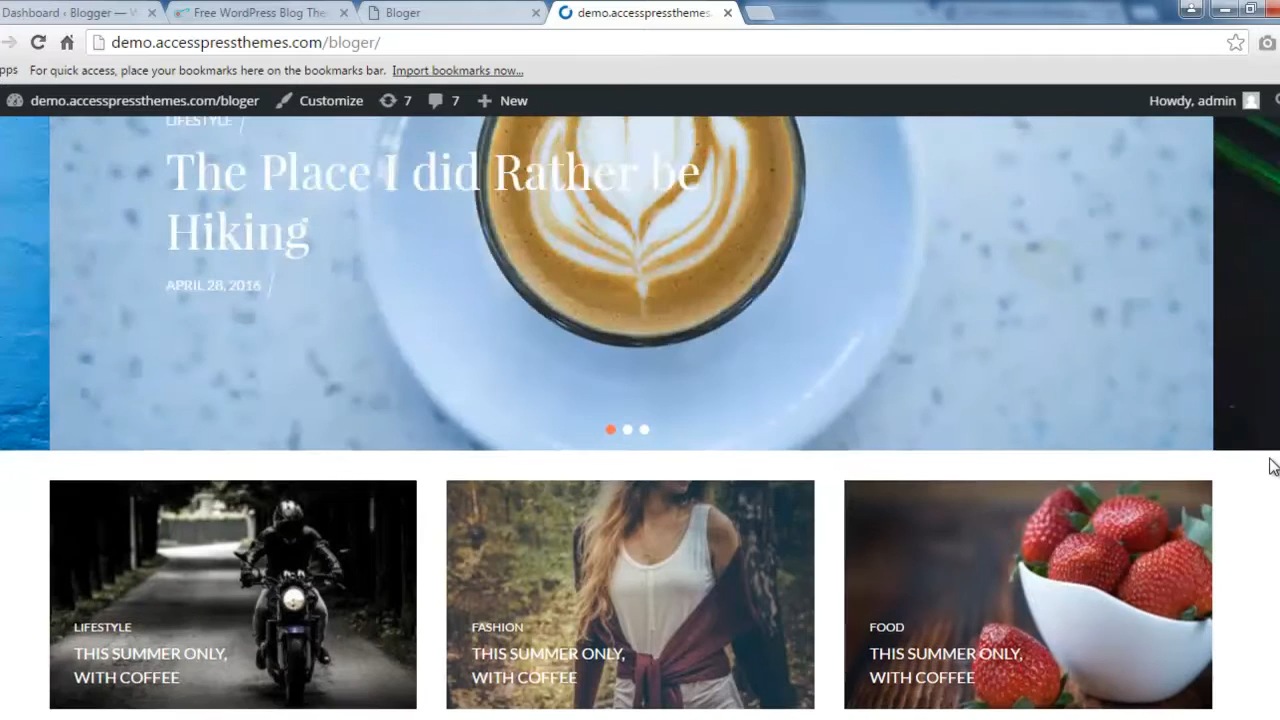 Dashboard ‹ Blogger —
Free WordPress Blog The
Bloger
demo.accesspressthemes.
demo.accesspressthemes.com/bloger/
pps
For quick access, place your bookmarks here on the bookmarks bar.
Import bookmarks now...
demo.accesspressthemes.com/bloger
Customize
7
7
New
Howdy, admin
LIFESTYLE /
The Place I did Rather be
Hiking
APRIL 28, 2016 /
LIFESTYLE
THIS SUMMER ONLY,
WITH COFFEE
FASHION
THIS SUMMER ONLY,
WITH COFFEE
FOOD
THIS SUMMER ONLY,
WITH COFFEE